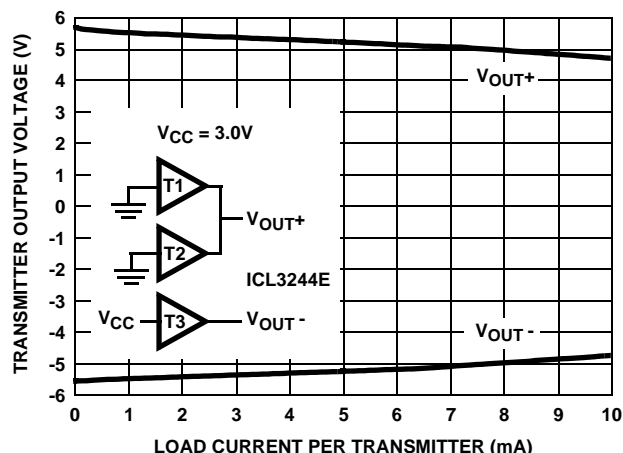 TRANSMITTER OUTPUT VOLTAGE (V)
6
5
4
3
2
1
0
-1
-2
-3
-4
-5
-6
VOUT+
VCC = 3.0V
T1
VOUT+
T2
ICL3244E
VCC
T3
VOUT -
VOUT -
0 1 2 3 4 5 6 7 8 9 10
LOAD CURRENT PER TRANSMITTER (mA)